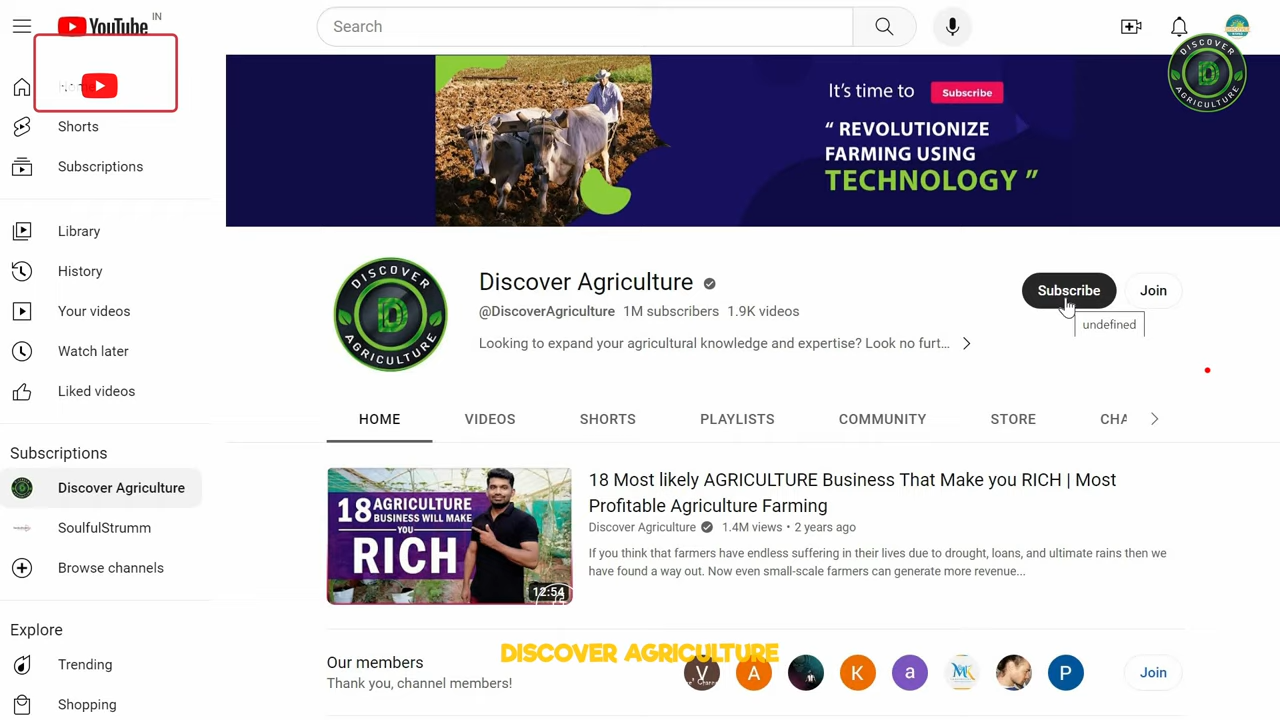 YouTube IN
Search
Shorts
Subscriptions
Library
History
Your videos
Watch later
Liked videos
Subscriptions
Discover Agriculture
SoulfulStrumm
Browse channels
Explore
Trending
Shopping
It's time to Subscribe
“ REVOLUTIONIZE
FARMING USING
TECHNOLOGY ”
DISCOVER
D
AGRICULTURE
DISCOVER
D
AGRICULTURE
Discover Agriculture
@DiscoverAgriculture 1M subscribers 1.9K videos
Looking to expand your agricultural knowledge and expertise? Look no furt...
Subscribe
Join
undefined
HOME VIDEOS SHORTS PLAYLISTS COMMUNITY STORE CHA
18 AGRICULTURE
BUSINESS WILL MAKE
YOU
RICH
12:54
18 Most likely AGRICULTURE Business That Make you RICH | Most
Profitable Agriculture Farming
Discover Agriculture 1.4M views • 2 years ago
If you think that farmers have endless suffering in their lives due to drought, loans, and ultimate rains then we
have found a way out. Now even small-scale farmers can generate more revenue...
DISCOVER AGRICULTURE
Our members
Thank you, channel members!
V A K a MK P
Join